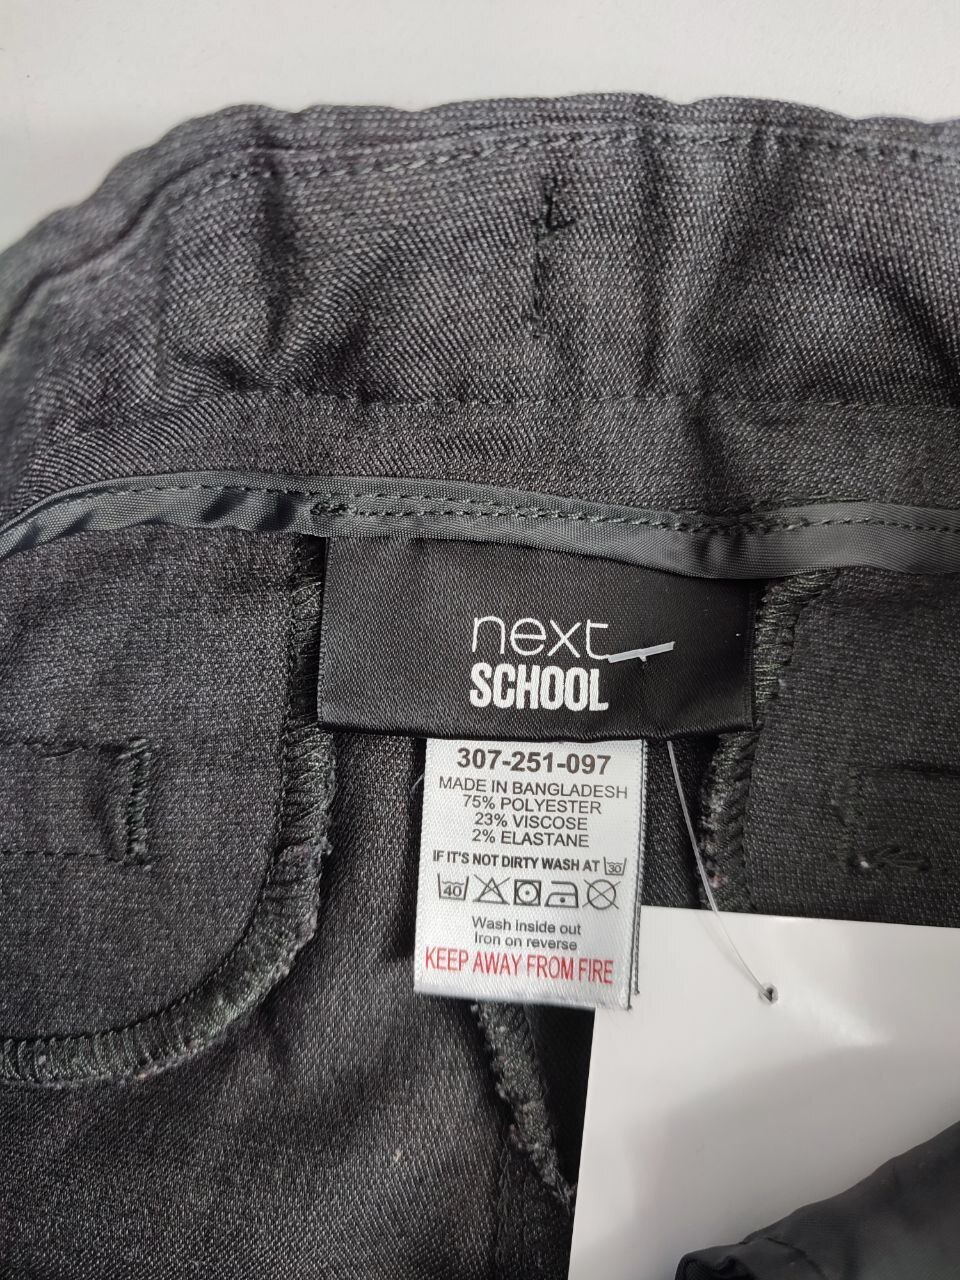 next
SCHOOL
307-251-097
MADE IN BANGLADESH
75% POLYESTER
23% VISCOSE
2% ELASTANE
IF IT'S NOT DIRTY WASH AT 30
40
Wash inside out
Iron on reverse
KEEP AWAY FROM FIRE